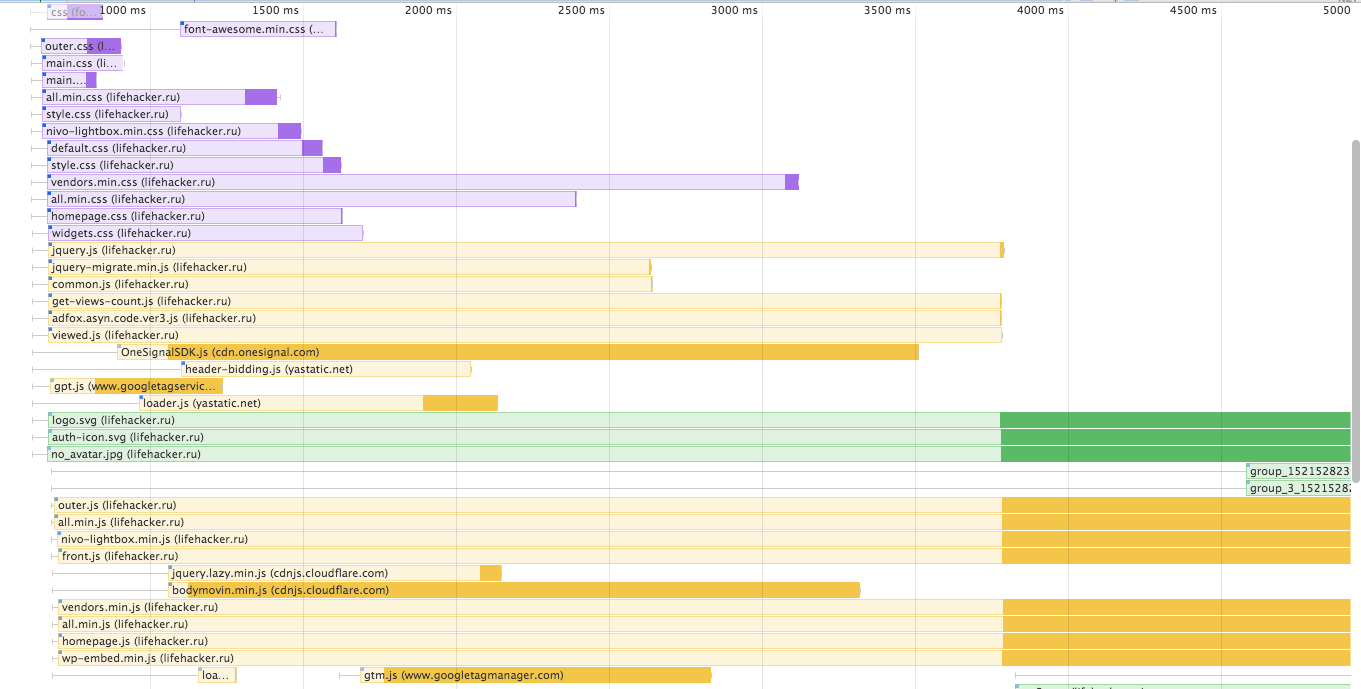 css (fo... 1000 ms 1500 ms 2000 ms 2500 ms 3000 ms 3500 ms 4000 ms 4500 ms 5000
font-awesome.min.css (...
outer.css (l...
main.css (li...
main....
all.min.css (lifehacker.ru)
style.css (lifehacker.ru)
nivo-lightbox.min.css (lifehacker.ru)
default.css (lifehacker.ru)
style.css (lifehacker.ru)
vendors.min.css (lifehacker.ru)
all.min.css (lifehacker.ru)
homepage.css (lifehacker.ru)
widgets.css (lifehacker.ru)
jquery.js (lifehacker.ru)
jquery-migrate.min.js (lifehacker.ru)
common.js (lifehacker.ru)
get-views-count.js (lifehacker.ru)
adfox.asyn.code.ver3.js (lifehacker.ru)
viewed.js (lifehacker.ru)
OneSignalSDK.js (cdn.onesignal.com)
header-bidding.js (yastatic.net)
gpt.js (www.googletagservic...
loader.js (yastatic.net)
logo.svg (lifehacker.ru)
auth-icon.svg (lifehacker.ru)
no_avatar.jpg (lifehacker.ru)
group_152152823
group_3_1521528
outer.js (lifehacker.ru)
all.min.js (lifehacker.ru)
nivo-lightbox.min.js (lifehacker.ru)
front.js (lifehacker.ru)
jquery.lazy.min.js (cdnjs.cloudflare.com)
bodymovin.min.js (cdnjs.cloudflare.com)
vendors.min.js (lifehacker.ru)
all.min.js (lifehacker.ru)
homepage.js (lifehacker.ru)
wp-embed.min.js (lifehacker.ru)
loa... gtm.js (www.googletagmanager.com)